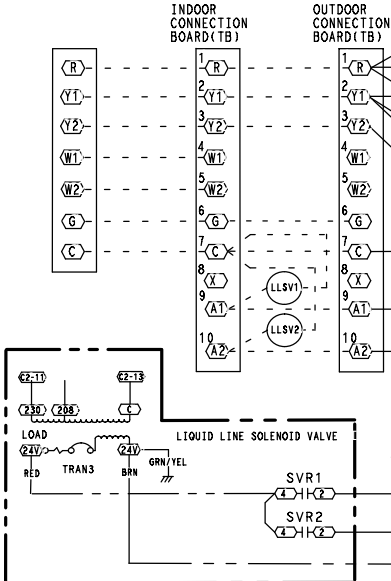 INDOOR
CONNECTION
BOARD(TB)
OUTDOOR
CONNECTION
BOARD(TB)
R 1 R 1 R
Y1 2 Y1 2 Y1
Y2 3 Y2 3 Y2
W1 4 W1 4 W1
W2 5 W2 5 W2
G 6 G 6 G
C 7 C 7 C
8 X 8 X
9 A1 LLSV1 9 A1
10 A2 LLSV2 10 A2
C2-11 C2-13
230 208 C
LOAD
24V 24V
LIQUID LINE SOLENOID VALVE
RED TRAN3 BRN GRN/YEL
SVR1
4 2
SVR2
4 2